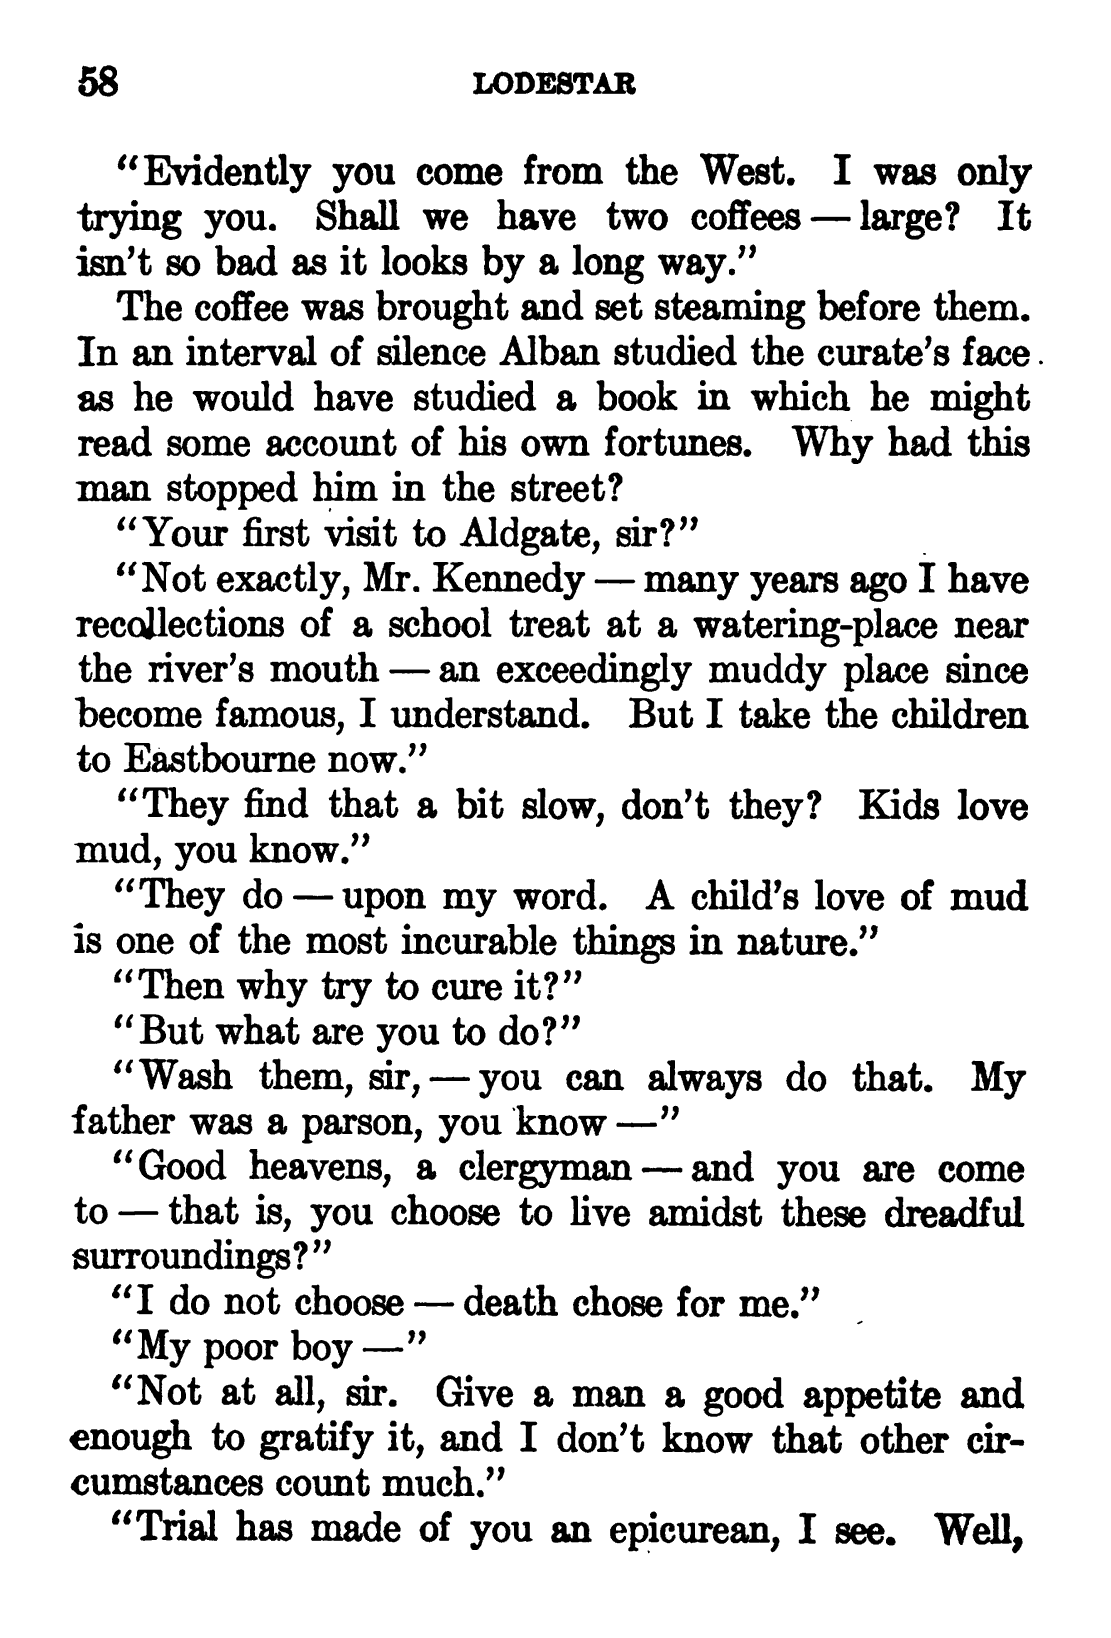 58 LODESTAR
“Evidently you come from the West. I was only
trying you. Shall we have two coffees — large? It
isn’t so bad as it looks by a long way.”
The coffee was brought and set steaming before them.
In an interval of silence Alban studied the curate’s face.
as he would have studied a book in which he might
read some account of his own fortunes. Why had this
man stopped him in the street?
“Your first visit to Aldgate, sir?”
“Not exactly, Mr. Kennedy — many years ago I have
recollections of a school treat at a watering-place near
the river’s mouth — an exceedingly muddy place since
become famous, I understand. But I take the children
to Eastbourne now.”
“They find that a bit slow, don’t they? Kids love
mud, you know.”
“They do — upon my word. A child’s love of mud
is one of the most incurable things in nature.”
“Then why try to cure it?”
“But what are you to do?”
“Wash them, sir, — you can always do that. My
father was a parson, you know —”
“Good heavens, a clergyman — and you are come
to — that is, you choose to live amidst these dreadful
surroundings?”
“I do not choose — death chose for me.”
“My poor boy —”
“Not at all, sir. Give a man a good appetite and
enough to gratify it, and I don’t know that other cir-
cumstances count much.”
“Trial has made of you an epicurean, I see. Well,